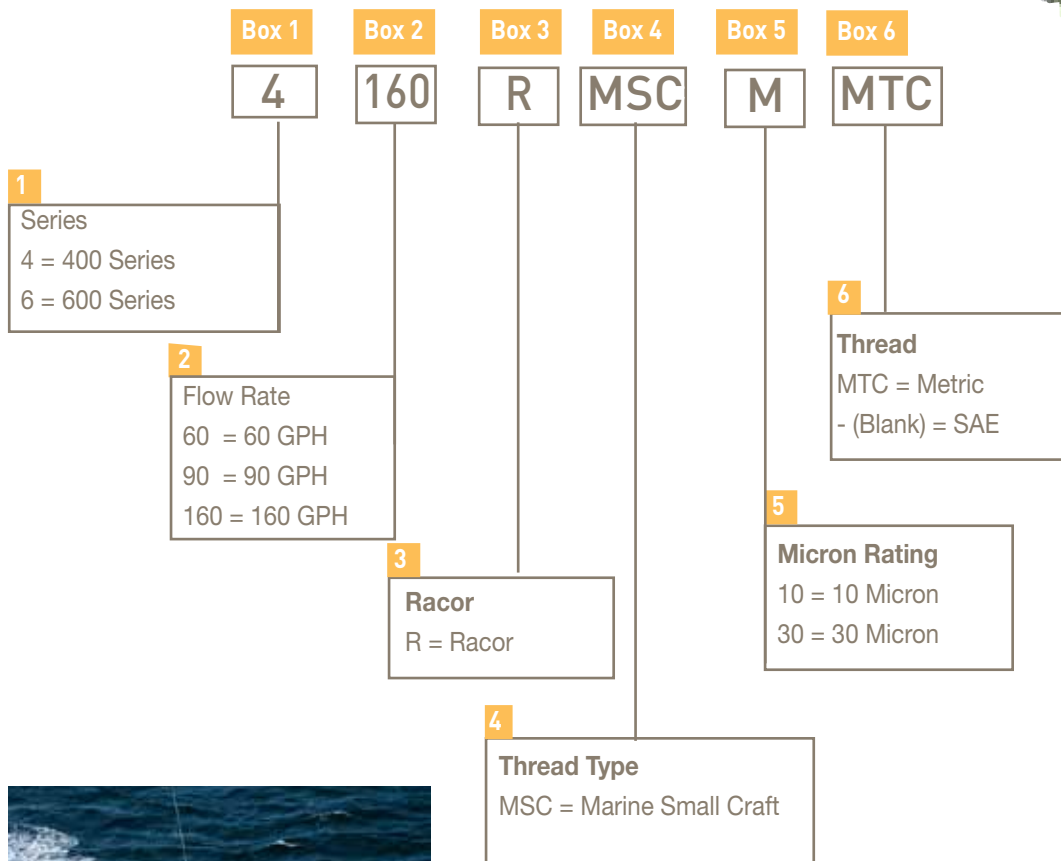 Box 1 Box 2 Box 3 Box 4 Box 5 Box 6
4 160 R MSC M MTC
1
Series
4 = 400 Series
6 = 600 Series
2
Flow Rate
60 = 60 GPH
90 = 90 GPH
160 = 160 GPH
3
Racor
R = Racor
4
Thread Type
MSC = Marine Small Craft
5
Micron Rating
10 = 10 Micron
30 = 30 Micron
6
Thread
MTC = Metric
- (Blank) = SAE